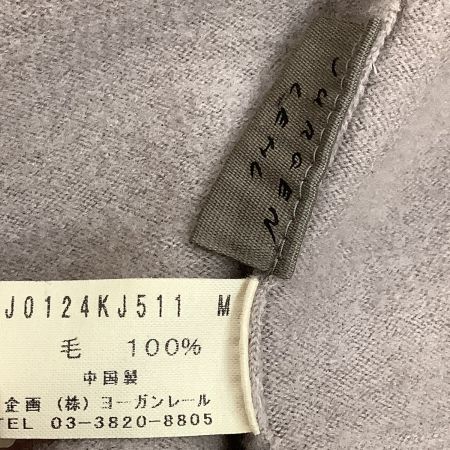 JURGEN
LEHL
J0124KJ511 M
毛 100%
中国製
企画 (株) ヨーガンレール
TEL 03-3820-8805